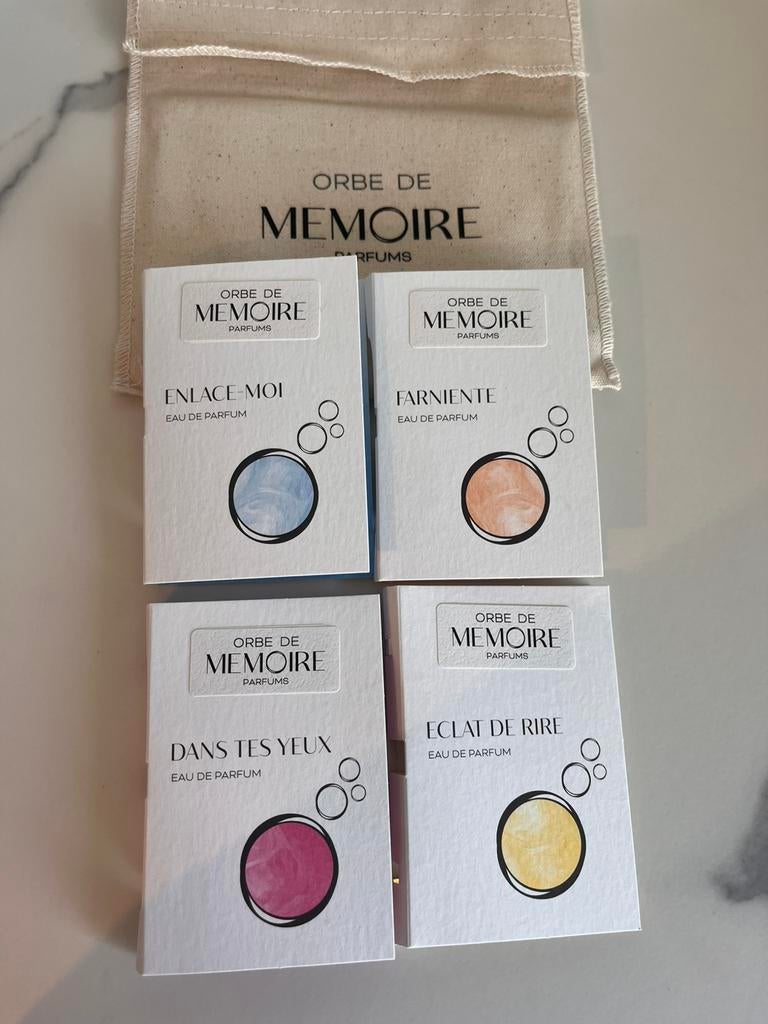 ORBE DE
MEMOIRE
PARFUMS
ORBE DE
MEMOIRE
PARFUMS
ENLACE-MOI
EAU DE PARFUM
ORBE DE
MEMOIRE
PARFUMS
FARNIENTE
EAU DE PARFUM
ORBE DE
MEMOIRE
PARFUMS
DANS TES YEUX
EAU DE PARFUM
ORBE DE
MEMOIRE
PARFUMS
ECLAT DE RIRE
EAU DE PARFUM